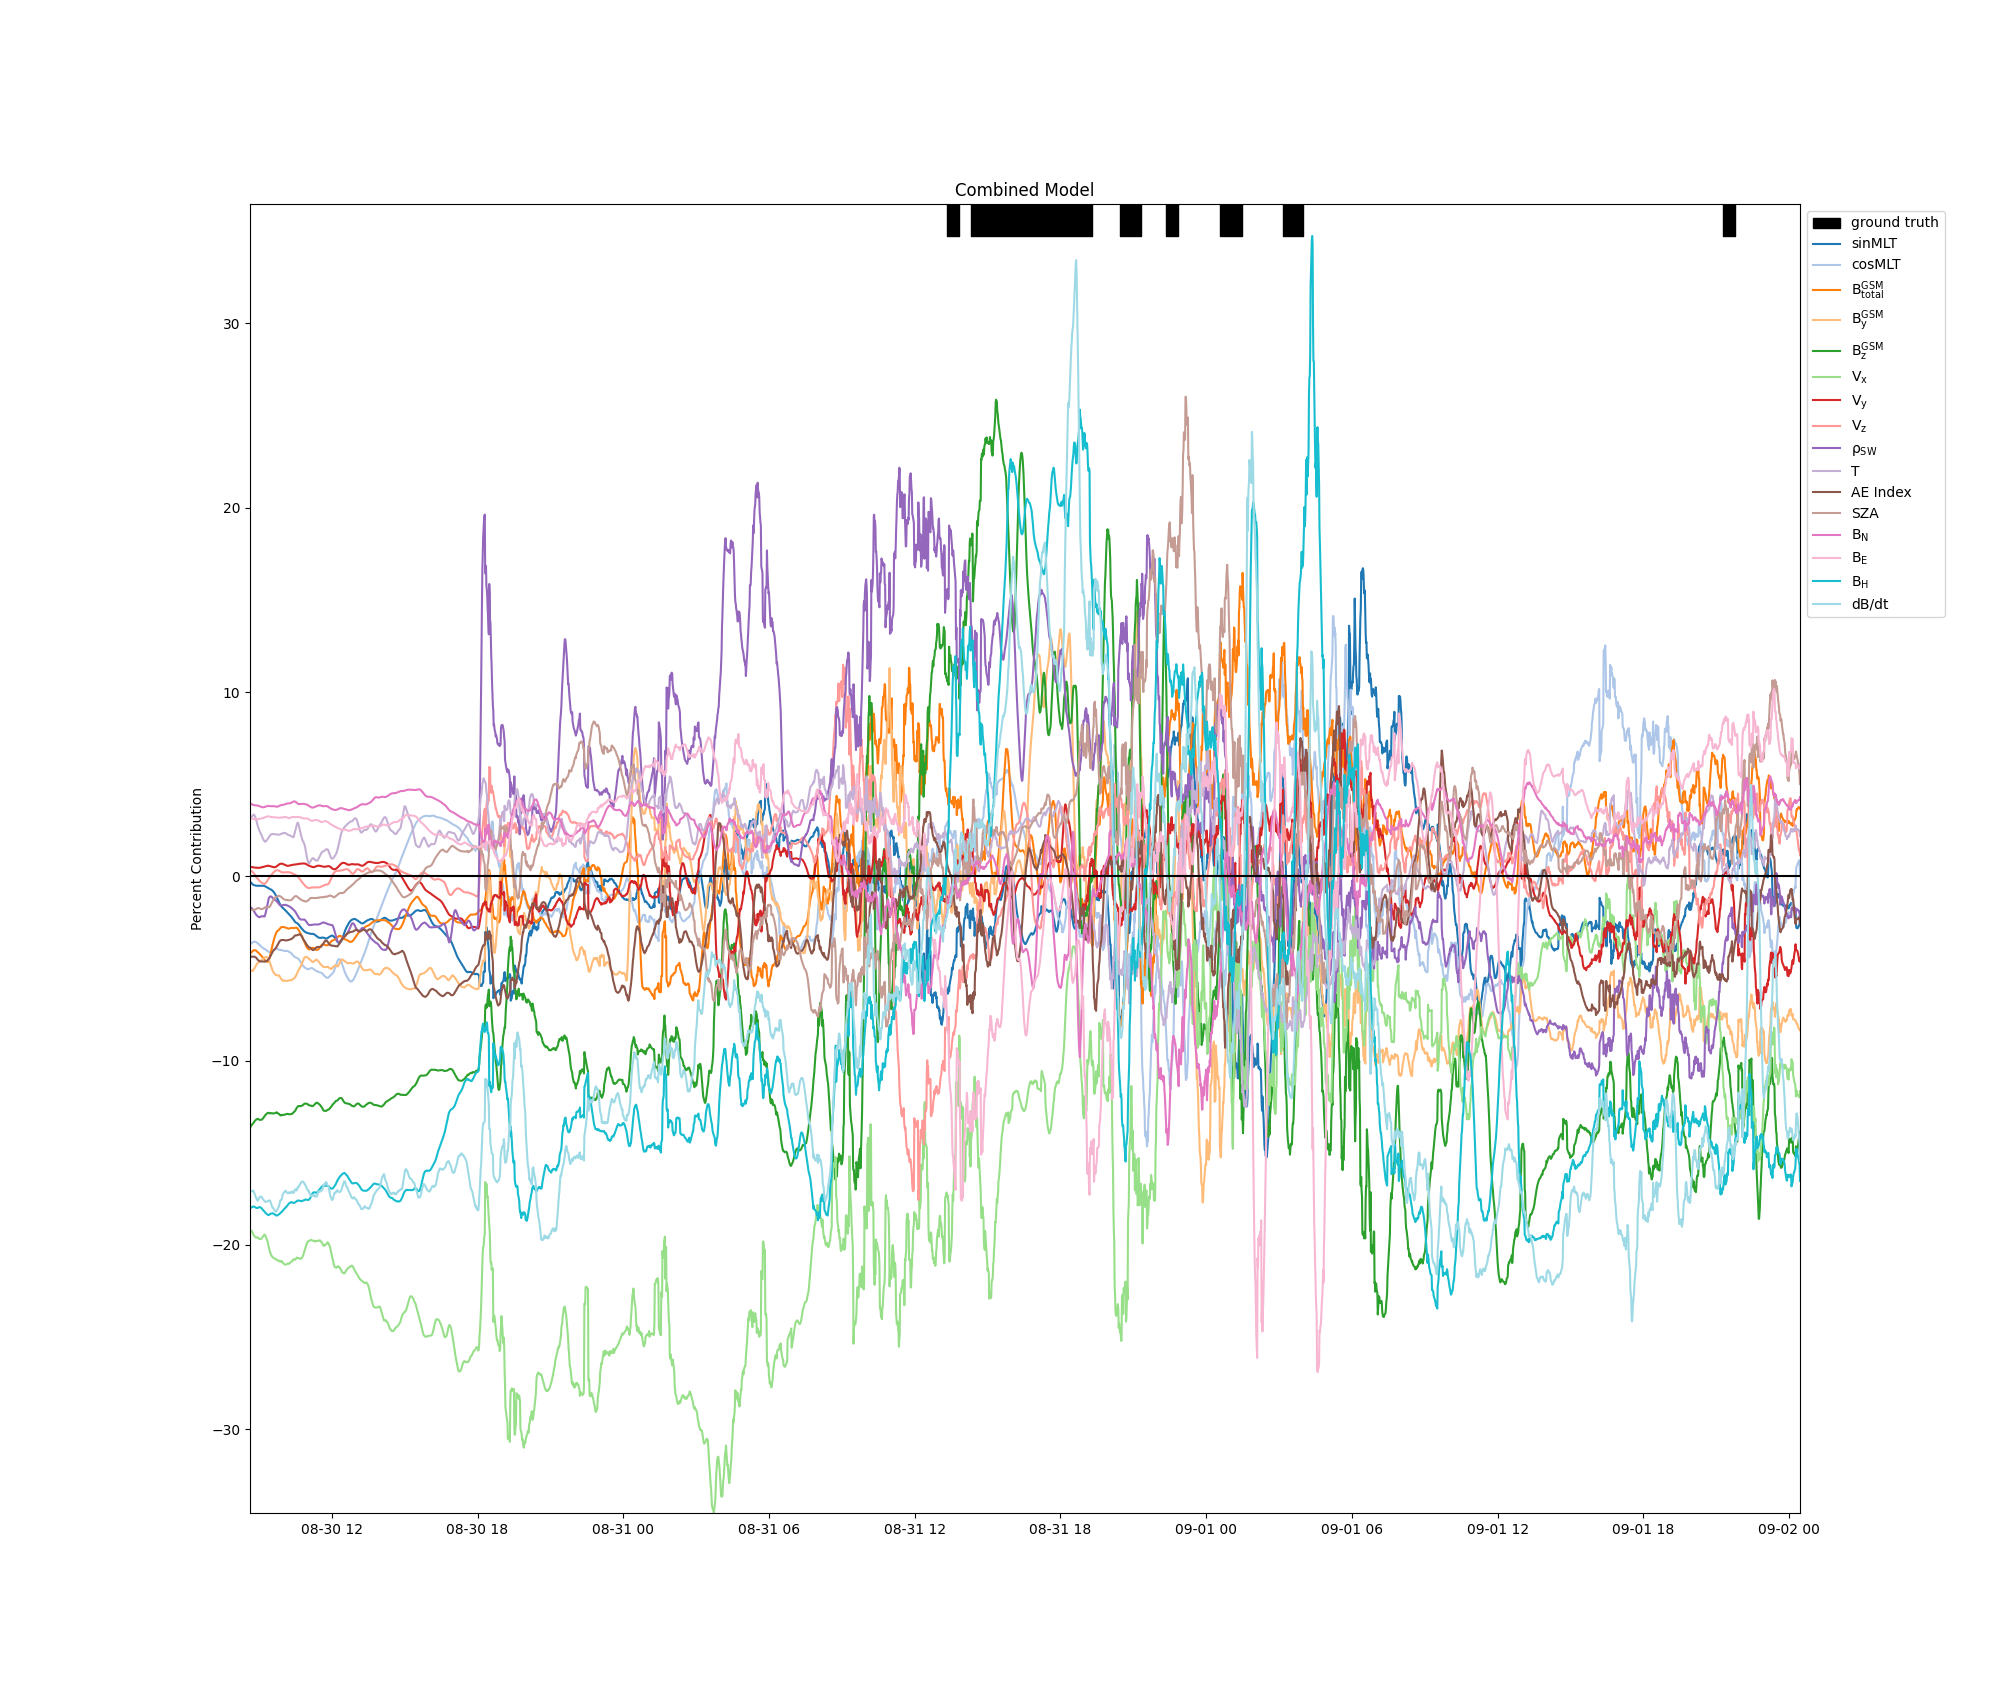 Combined Model
Percent Contribution
30
20
10
0
−10
−20
−30
08-30 12
08-30 18
08-31 00
08-31 06
08-31 12
08-31 18
09-01 00
09-01 06
09-01 12
09-01 18
09-02 00
ground truth
sinMLT
cosMLT
B_total^GSM
B_y^GSM
B_z^GSM
V_x
V_y
V_z
ρ_SW
T
AE Index
SZA
B_N
B_E
B_H
dB/dt